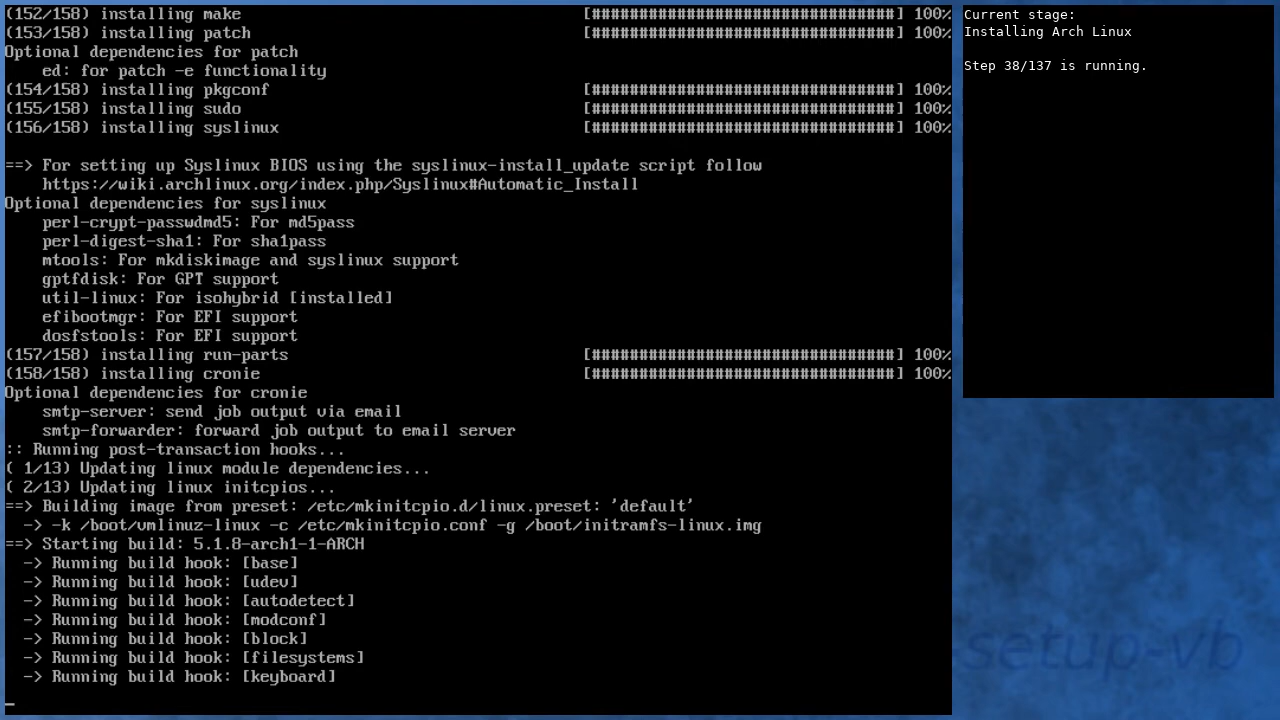 (152/158) installing make [################################] 100%
(153/158) installing patch [################################] 100%
Optional dependencies for patch
    ed: for patch -e functionality
(154/158) installing pkgconf [################################] 100%
(155/158) installing sudo [################################] 100%
(156/158) installing syslinux [################################] 100%

==> For setting up Syslinux BIOS using the syslinux-install_update script follow
    https://wiki.archlinux.org/index.php/Syslinux#Automatic_Install
Optional dependencies for syslinux
    perl-crypt-passwdmd5: For md5pass
    perl-digest-sha1: For sha1pass
    mtools: For mkdiskimage and syslinux support
    gptfdisk: For GPT support
    util-linux: For isohybrid [installed]
    efibootmgr: For EFI support
    dosfstools: For EFI support
(157/158) installing run-parts [################################] 100%
(158/158) installing cronie [################################] 100%
Optional dependencies for cronie
    smtp-server: send job output via email
    smtp-forwarder: forward job output to email server
:: Running post-transaction hooks...
( 1/13) Updating linux module dependencies...
( 2/13) Updating linux initcpios...
==> Building image from preset: /etc/mkinitcpio.d/linux.preset: 'default'
  -> -k /boot/vmlinuz-linux -c /etc/mkinitcpio.conf -g /boot/initramfs-linux.img
==> Starting build: 5.1.8-arch1-1-ARCH
  -> Running build hook: [base]
  -> Running build hook: [udev]
  -> Running build hook: [autodetect]
  -> Running build hook: [modconf]
  -> Running build hook: [block]
  -> Running build hook: [filesystems]
  -> Running build hook: [keyboard]
_
Current stage:
Installing Arch Linux

Step 38/137 is running.
setup-vb